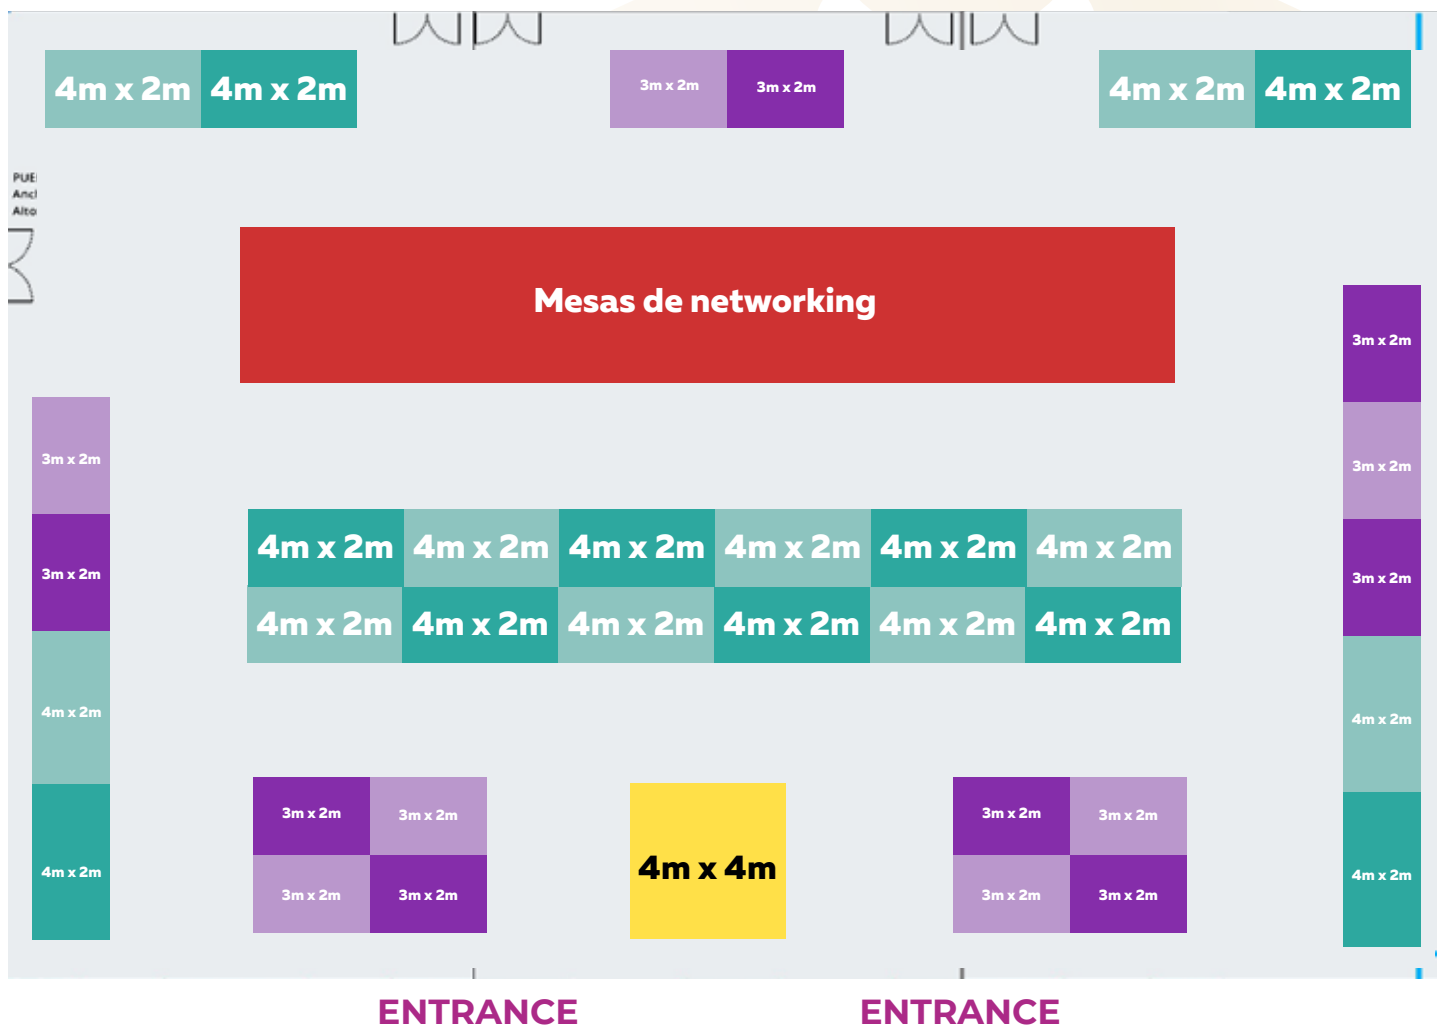 4m x 2m 4m x 2m
3m x 2m 3m x 2m
4m x 2m 4m x 2m
PUE
Anc
Alto
Mesas de networking
3m x 2m
3m x 2m
3m x 2m
4m x 2m
4m x 2m
3m x 2m
3m x 2m
4m x 2m
4m x 2m
4m x 2m 4m x 2m 4m x 2m 4m x 2m 4m x 2m 4m x 2m
4m x 2m 4m x 2m 4m x 2m 4m x 2m 4m x 2m 4m x 2m
3m x 2m 3m x 2m
3m x 2m 3m x 2m
4m x 4m
3m x 2m 3m x 2m
3m x 2m 3m x 2m
ENTRANCE ENTRANCE